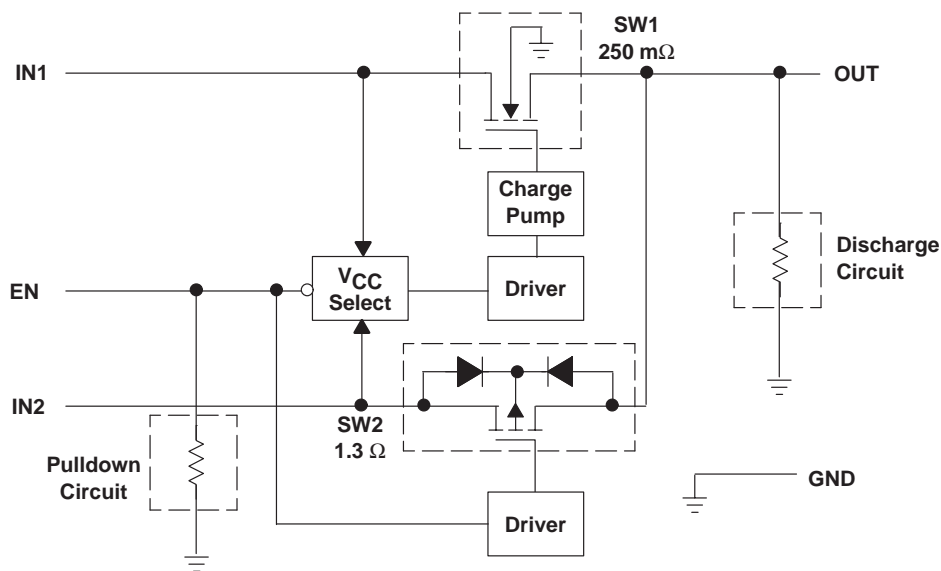 SW1
250 mΩ
IN1
OUT
Charge
Pump
Discharge
Circuit
VCC
Select
Driver
EN
IN2
SW2
1.3 Ω
Pulldown
Circuit
GND
Driver